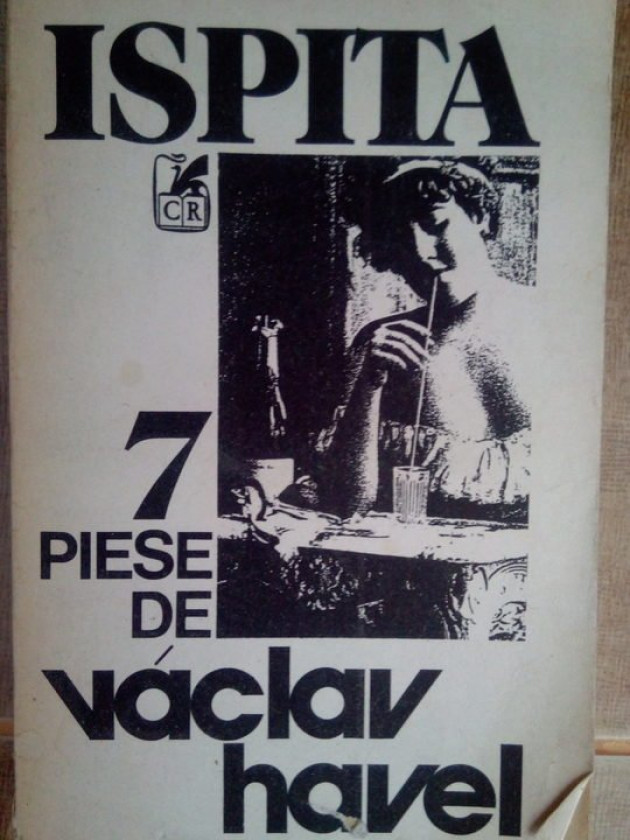 ISPITA
CR
7
PIESE
DE
václav
havel